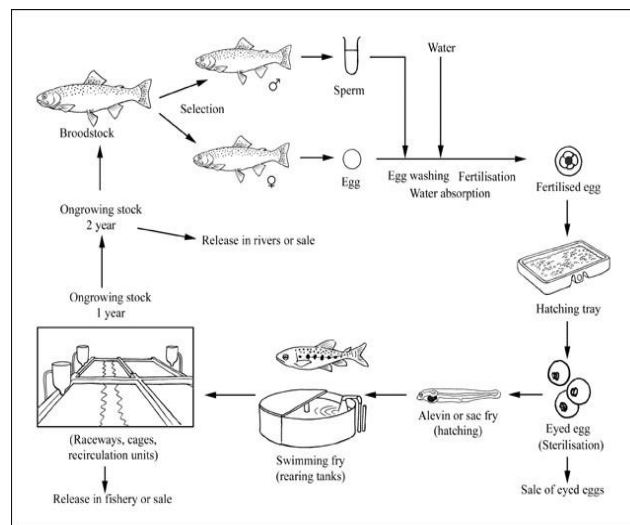 Water
Sperm
♂
Selection
Broodstock
♀
Egg
Egg washing
Fertilisation
Water absorption
Fertilised egg
Ongrowing stock
2 year
Release in rivers or sale
Ongrowing stock
1 year
Hatching tray
Alevin or sac fry
(hatching)
Eyed egg
(Sterilisation)
(Raceways, cages,
recirculation units)
Swimming fry
(rearing tanks)
Release in fishery or sale
Sale of eyed eggs